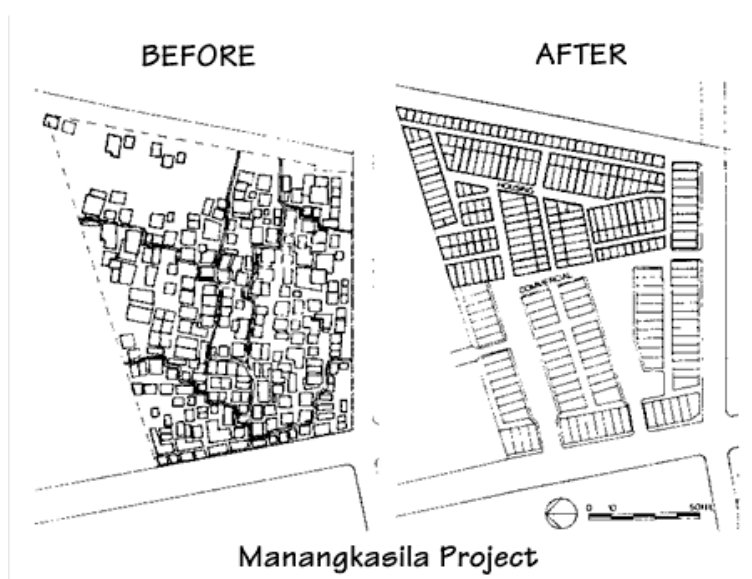 BEFORE
AFTER
HOUSING
COMMERCIAL
0 10
Manangkasila Project